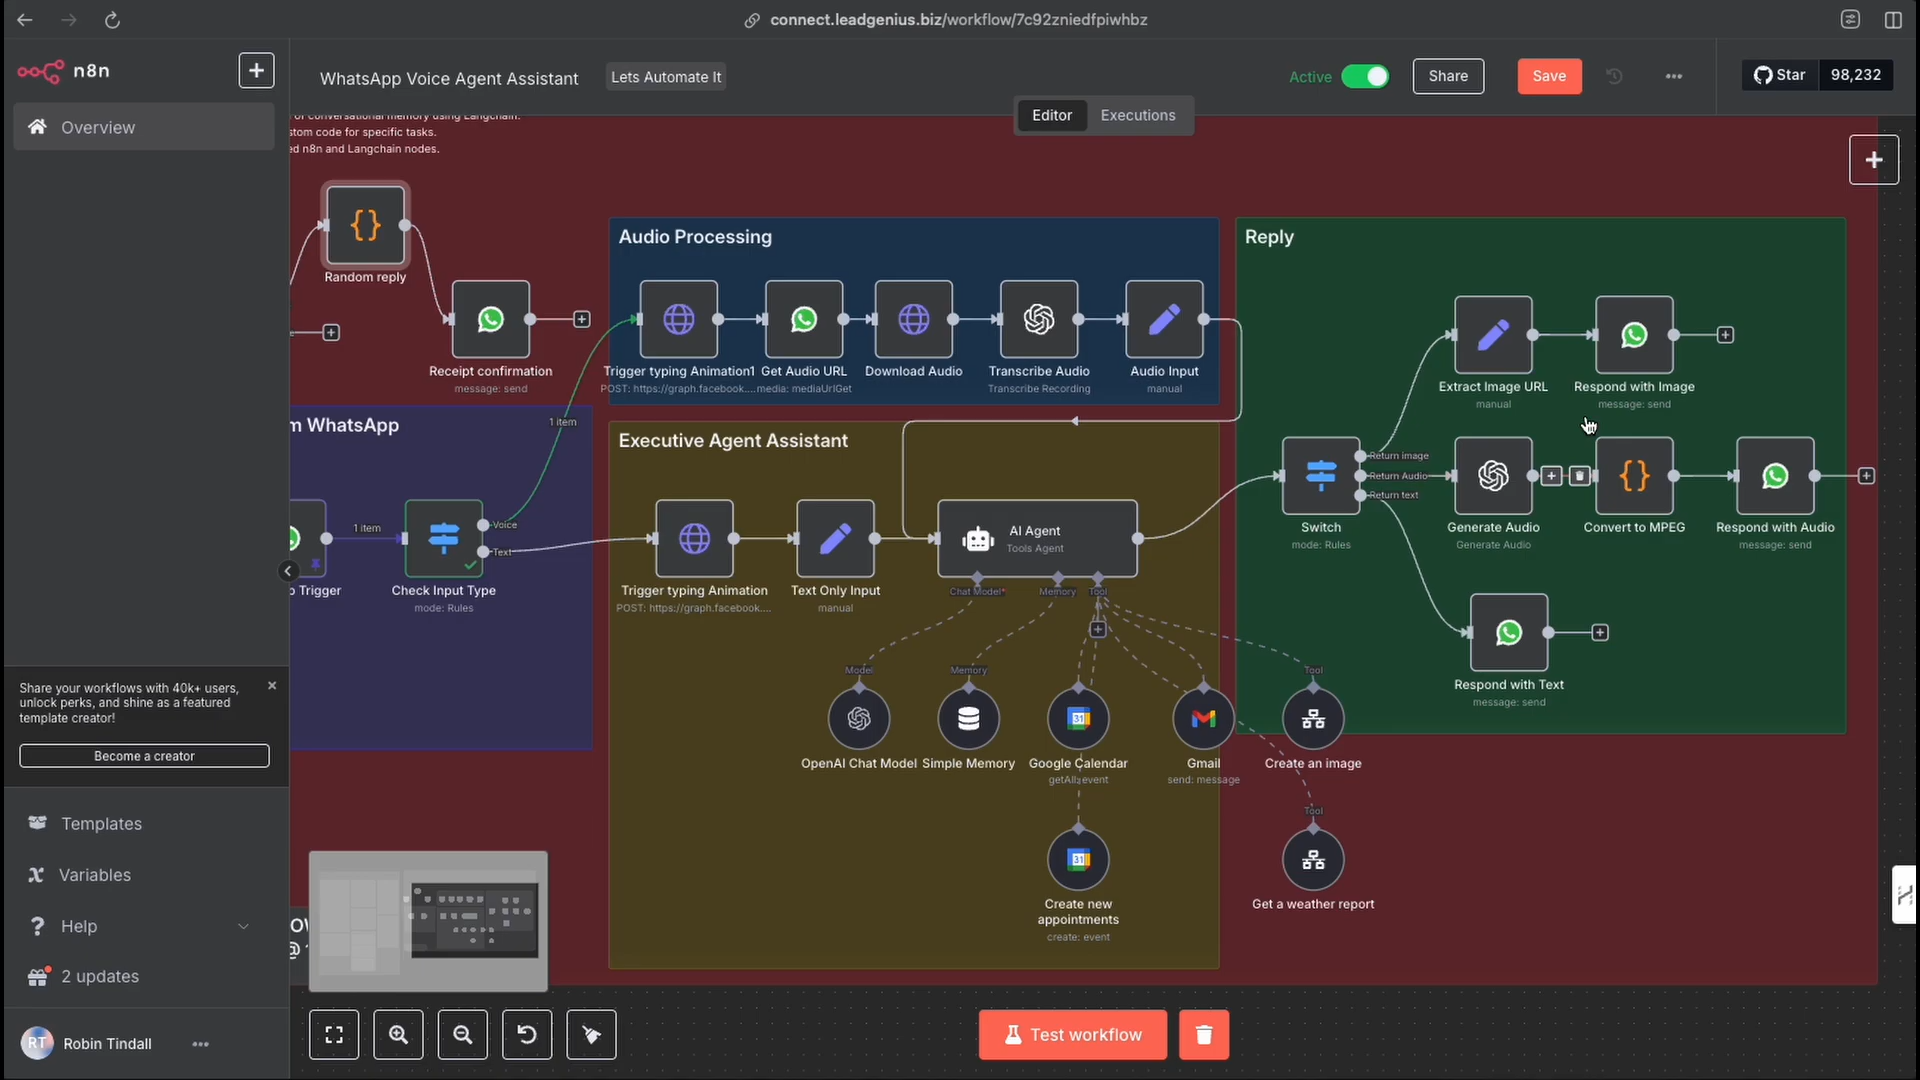 connect.leadgenius.biz/workflow/7c92zniedfpiwhbz
n8n
Overview
WhatsApp Voice Agent Assistant
Lets Automate It
Active
Share
Save
Star
98,232
Editor
Executions
of conversational memory using Langchain.
stom code for specific tasks.
ed n8n and Langchain nodes.
Random reply
Receipt confirmation
message: send
Audio Processing
Trigger typing Animation1
POST: https://graph.facebook....
Get Audio URL
media: mediaUrlGet
Download Audio
Transcribe Audio
Transcribe Recording
Audio Input
manual
Reply
Extract Image URL
manual
Respond with Image
message: send
Switch
mode: Rules
Return image
Return Audio
Return text
Generate Audio
Generate Audio
Convert to MPEG
Respond with Audio
message: send
Respond with Text
message: send
m WhatsApp
1 item
1 item
Trigger
Check Input Type
mode: Rules
Voice
Text
Executive Agent Assistant
Trigger typing Animation
POST: https://graph.facebook....
Text Only Input
manual
AI Agent
Tools Agent
Chat Model*
Memory
Tool
Model
OpenAI Chat Model
Memory
Simple Memory
31
Google Calendar
getAll: event
Gmail
send: message
Tool
Create an image
31
Create new
appointments
create: event
Tool
Get a weather report
Share your workflows with 40k+ users,
unlock perks, and shine as a featured
template creator!
Become a creator
Templates
Variables
Help
2 updates
RT
Robin Tindall
Test workflow